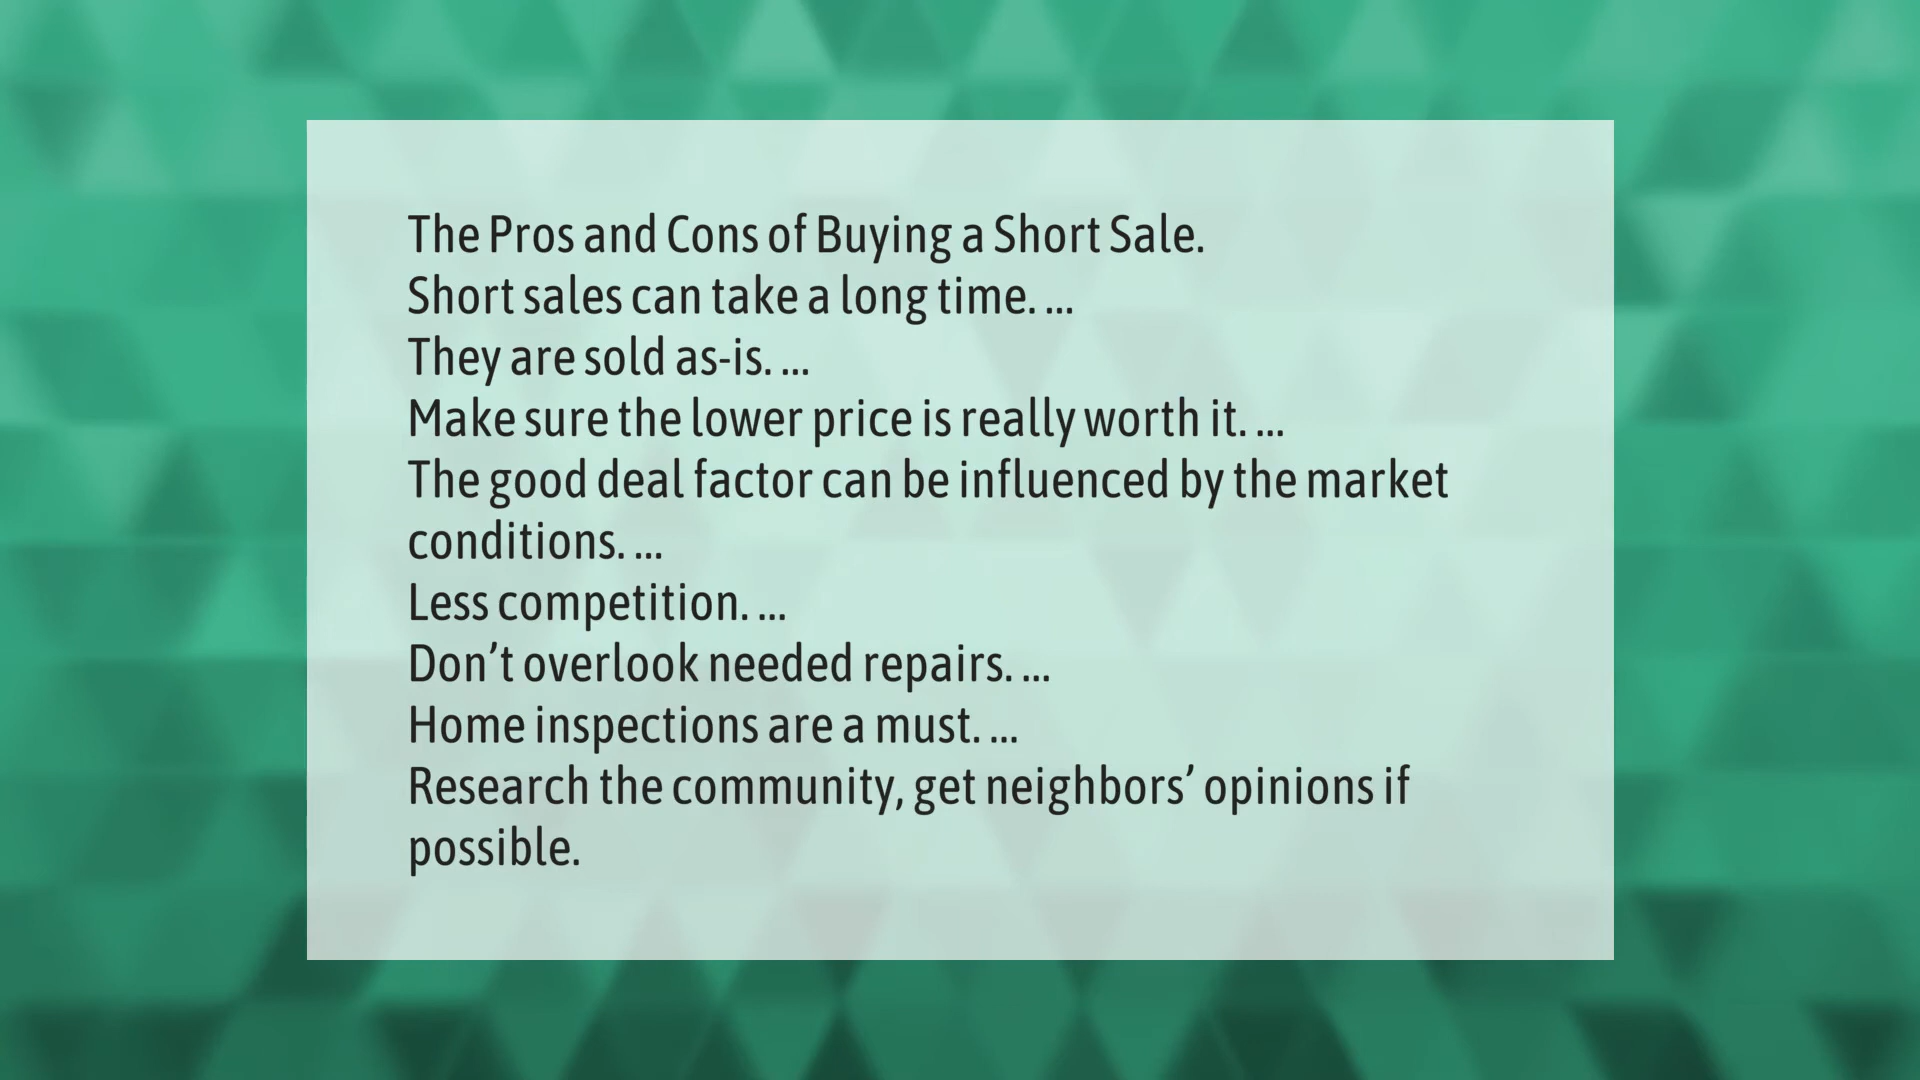 The Pros and Cons of Buying a Short Sale.
Short sales can take a long time. ...
They are sold as-is. ...
Make sure the lower price is really worth it. ...
The good deal factor can be influenced by the market
conditions. ...
Less competition. ...
Don’t overlook needed repairs. ...
Home inspections are a must. ...
Research the community, get neighbors’ opinions if
possible.